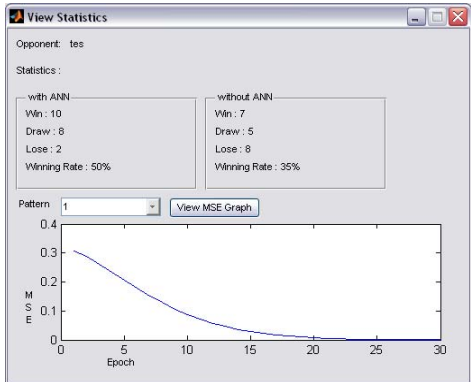 View Statistics
Opponent: tes
Statistics :
with ANN
Win : 10
Draw : 8
Lose : 2
Winning Rate : 50%
without ANN
Win : 7
Draw : 5
Lose : 8
Winning Rate : 35%
Pattern 1 View MSE Graph
0.4
0.3
0.2
0.1
0
MSE
0 5 10 15 20 25 30
Epoch